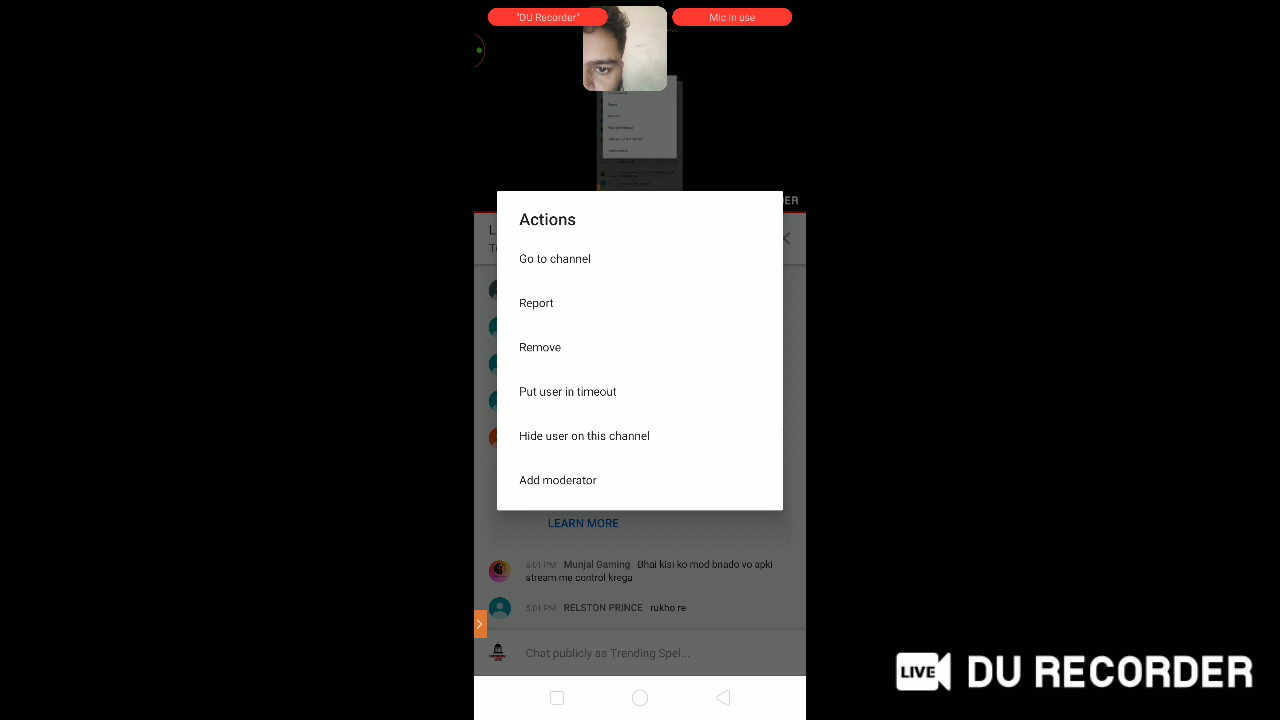 "DU Recorder"
Mic in use
ER
Actions
Go to channel
Report
Remove
Put user in timeout
Hide user on this channel
Add moderator
LEARN MORE
5:01 PM Munjal Gaming Bhai kisi ko mod bnado vo apki
stream me control krega
5:01 PM RELSTON PRINCE rukho re
Chat publicly as Trending Spel...
LIVE DU RECORDER